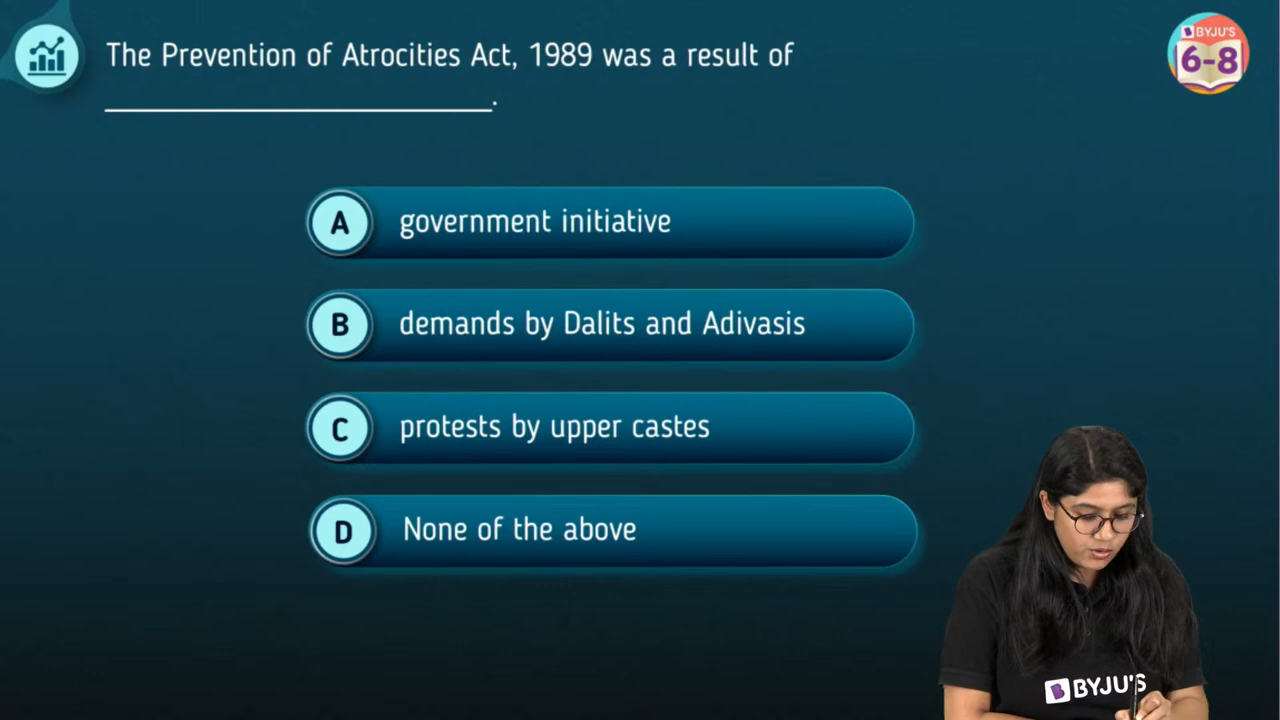 The Prevention of Atrocities Act, 1989 was a result of
____________________________.
BYJU'S
6-8
A government initiative
B demands by Dalits and Adivasis
C protests by upper castes
D None of the above
BYJU'S